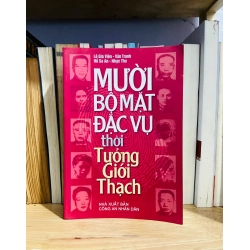 MƯỜI
BỘ MẶT
ĐẶC VỤ
thời
Tưởng
Giới
Thạch
NHÀ XUẤT BẢN
CÔNG AN NHÂN DÂN